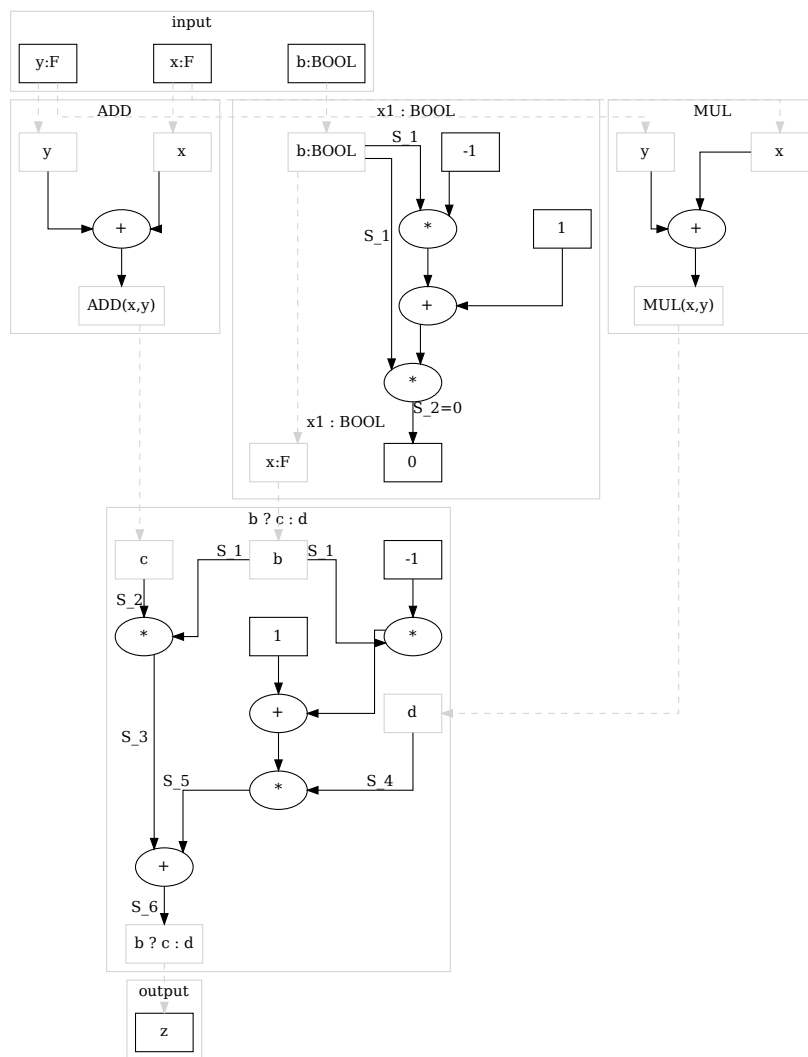 input
y:F
x:F
b:BOOL
ADD
x1 : BOOL
MUL
y
x
b:BOOL
S_1
-1
y
x
+
*
S_1
1
+
ADD(x,y)
+
MUL(x,y)
*
S_2=0
x1 : BOOL
x:F
0
b ? c : d
c
S_1
b
S_1
-1
S_2
*
1
*
+
d
S_3
S_5
*
S_4
+
S_6
b ? c : d
output
z